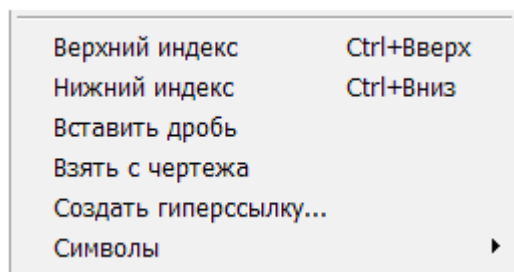 Верхний индекс Ctrl+Вверх
Нижний индекс Ctrl+Вниз
Вставить дробь
Взять с чертежа
Создать гиперссылку...
Символы